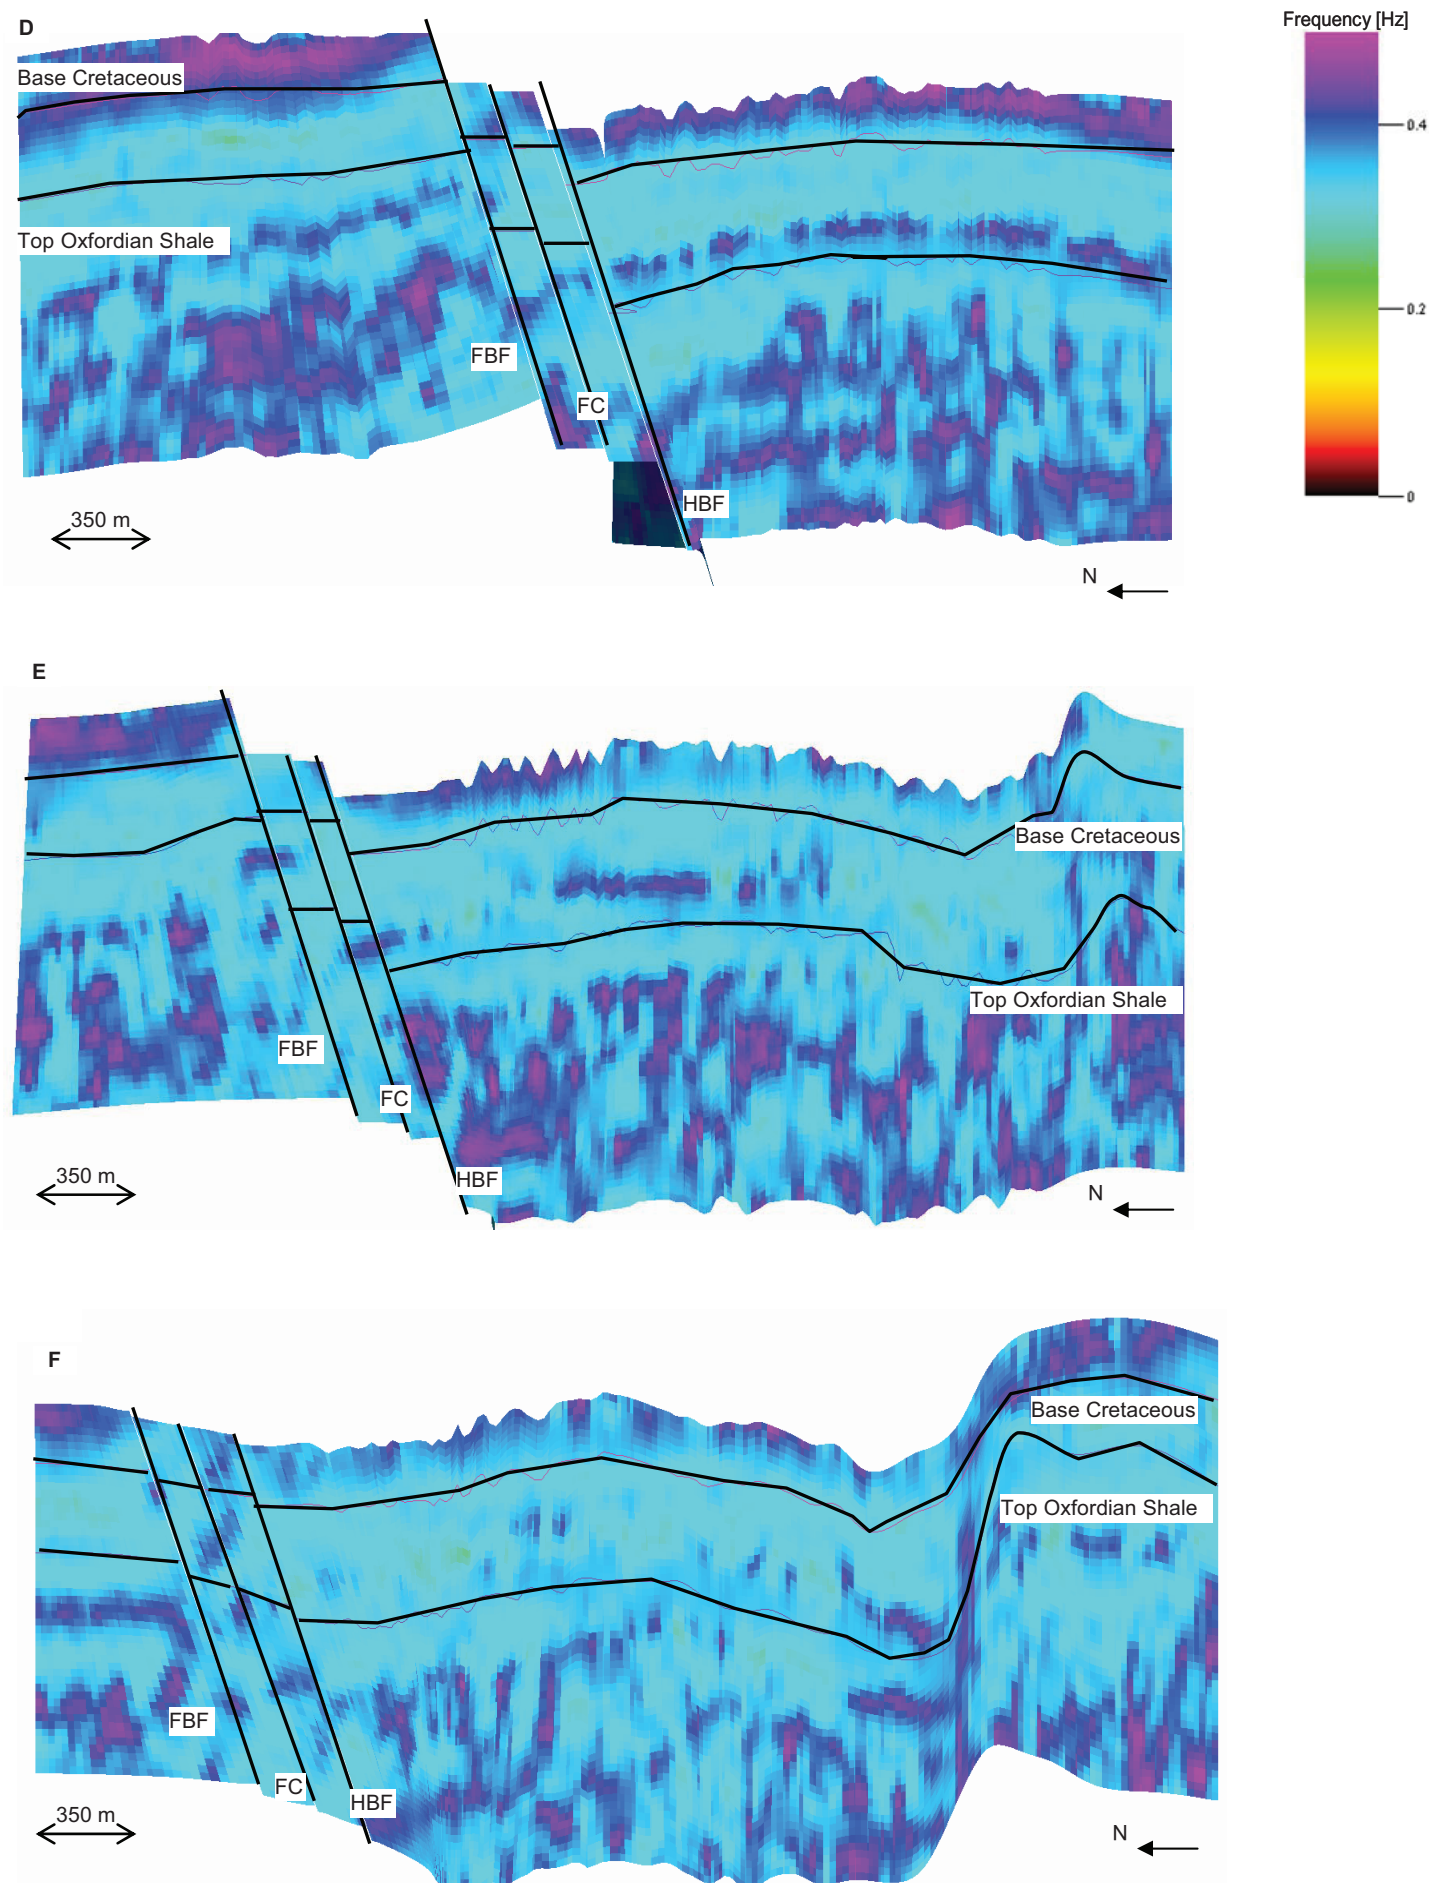 D
Frequency [Hz]
Base Cretaceous
0.4
Top Oxfordian Shale
0.2
FBF
FC
HBF
0
350 m
N
E
Base Cretaceous
Top Oxfordian Shale
FBF
FC
HBF
350 m
N
F
Base Cretaceous
Top Oxfordian Shale
FBF
FC
HBF
350 m
N